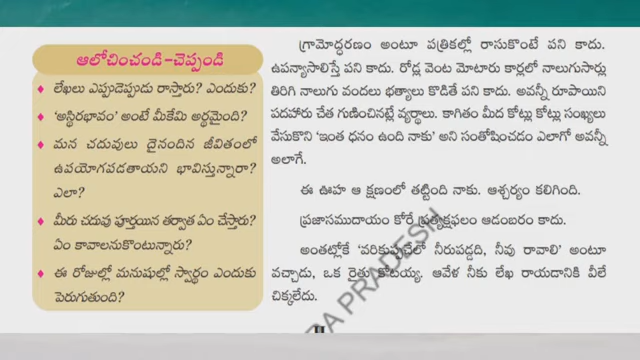 ఆలోచించండి-చెప్పండి
♦ లేఖలు ఎప్పుడెప్పుడు రాస్తారు? ఎందుకు?
♦ ‘అస్థిరభావం’ అంటే మీకేమి అర్థమైంది?
♦ మన చదువులు దైనందిన జీవితంలో
ఉపయోగవడతాయని భావిస్తున్నారా?
ఎలా?
♦ మీరు చదువు పూర్తయిన తర్వాత ఏం చేస్తారు?
ఏం కావాలనుకొంటున్నారు?
♦ ఈ రోజుల్లో మనుషుల్లో స్వార్థం ఎందుకు
పెరుగుతుంది?
గ్రామోద్ధరణం అంటూ పత్రికల్లో రాసుకొంటే పని కాదు.
ఉపన్యాసాలిస్తే పని కాదు. రోడ్ల వెంట మోటారు కార్లలో నాలుగుసార్లు
తిరిగి నాలుగు వందలు భత్యాలు కొడితే పని కాదు. అవన్నీ రూపాయిని
పదహారు చేత గుణించినట్లే వ్యర్థాలు. కాగితం మీద కోట్లు కోట్లు సంఖ్యలు
వేసుకొని ‘ఇంత ధనం ఉంది నాకు’ అని సంతోషించడం ఎలాగో అవన్నీ
అలాగే.
ఈ ఊహ ఆ క్షణంలో తట్టింది నాకు. ఆశ్చర్యం కలిగింది.
ప్రజాసముదాయం కోరే ప్రత్యక్షఫలం ఆడంబరం కాదు.
అంతట్లోకే ‘వరికుప్పచేలో నీరుపడ్డది, నీవు రావాలి’ అంటూ
వచ్చాడు, ఒక రైతు కోటయ్య. ఆవేళ నీకు లేఖ రాయడానికి వీలే
చిక్కలేదు.
PRADESH